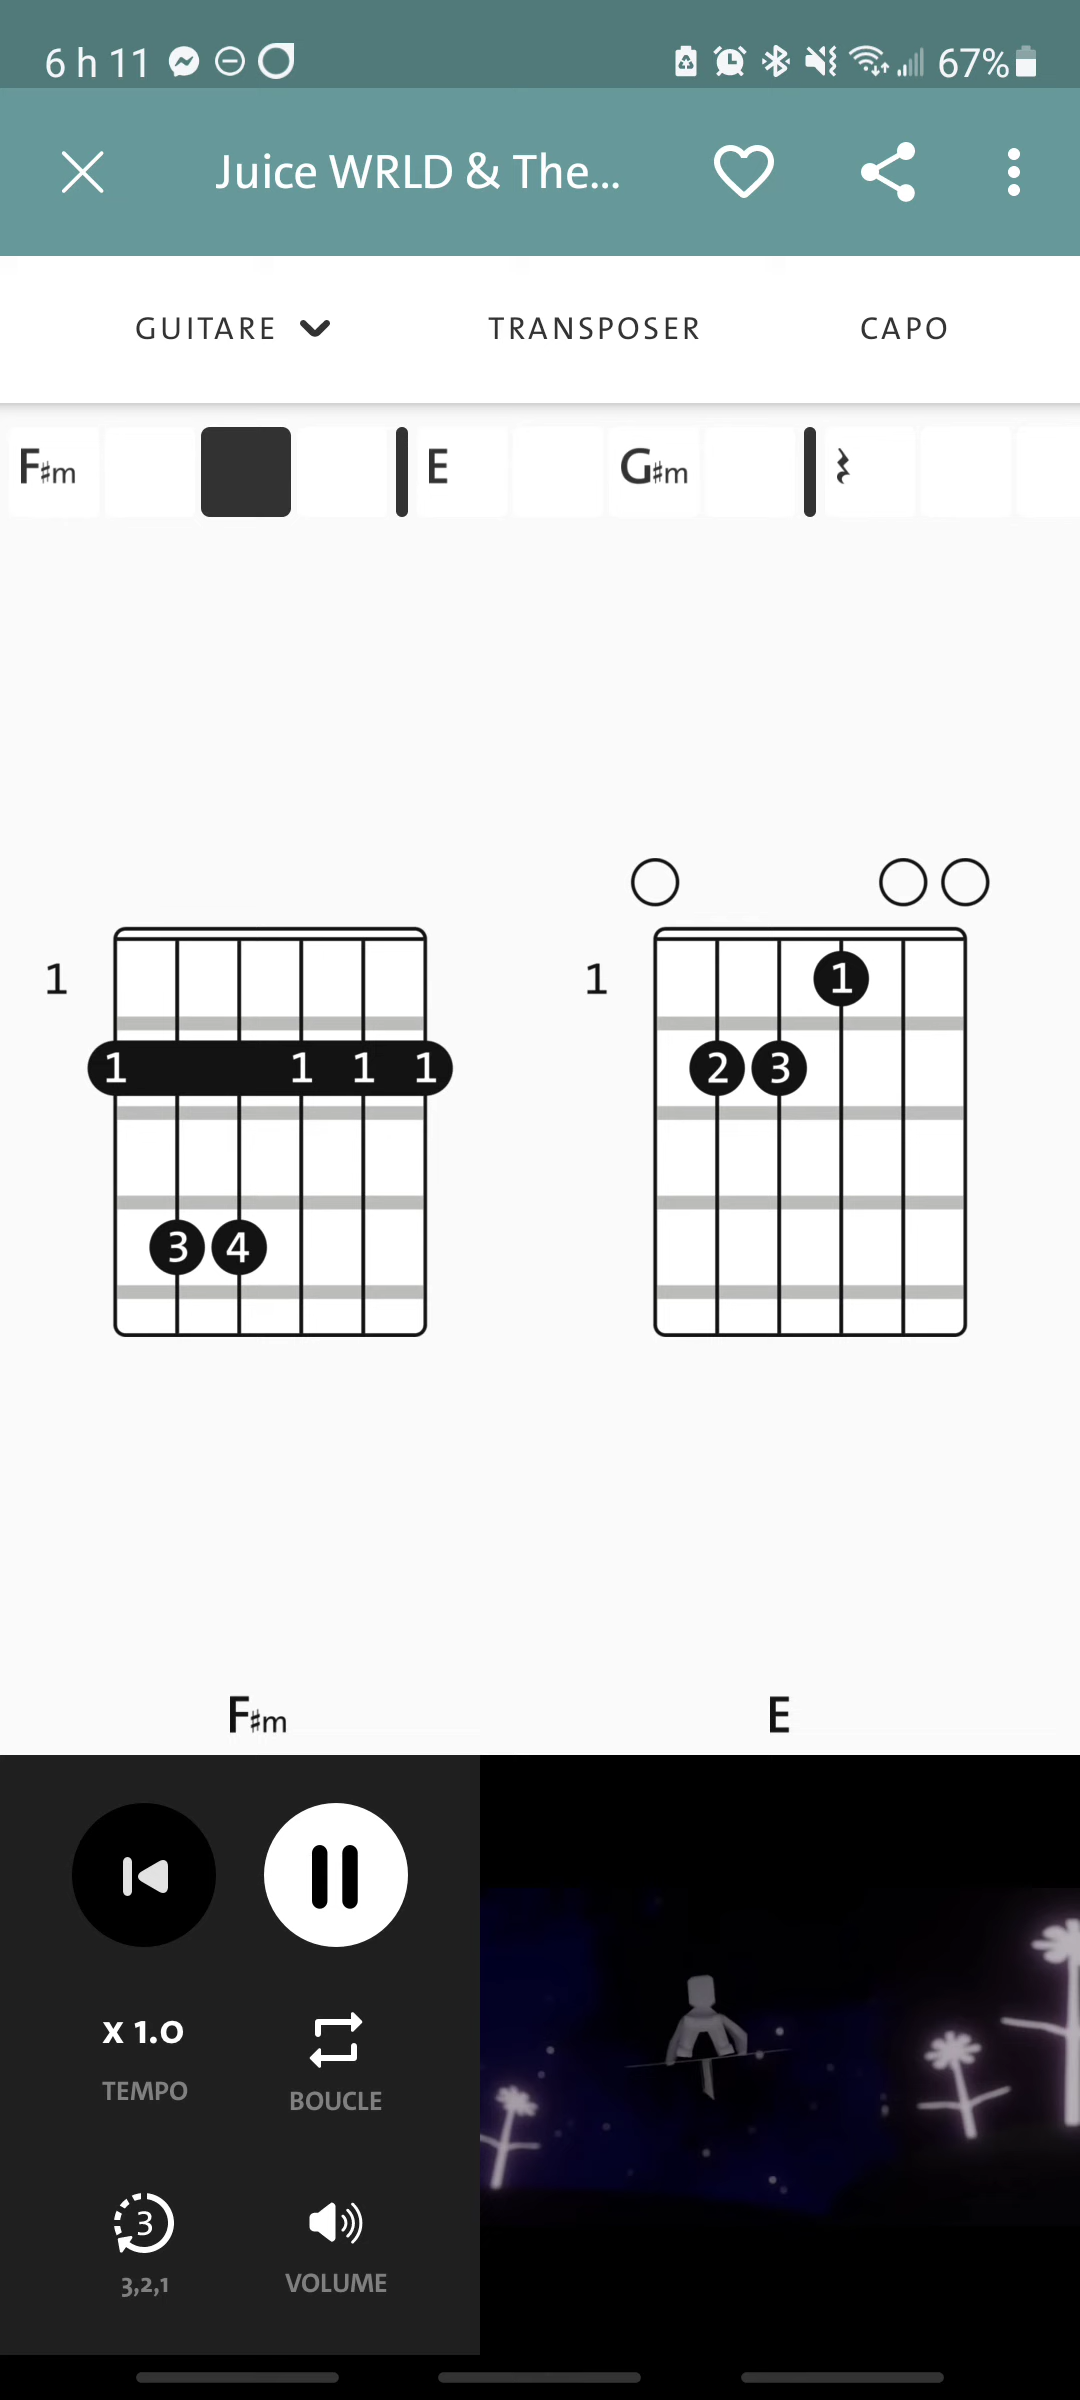 6 h 11 67%
Juice WRLD & The...
GUITARE TRANSPOSER CAPO
F♯m E G♯m
1 1
1 1 1 1 2 3
3 4
1
F♯m E
x 1.0
TEMPO BOUCLE
3
3,2,1 VOLUME